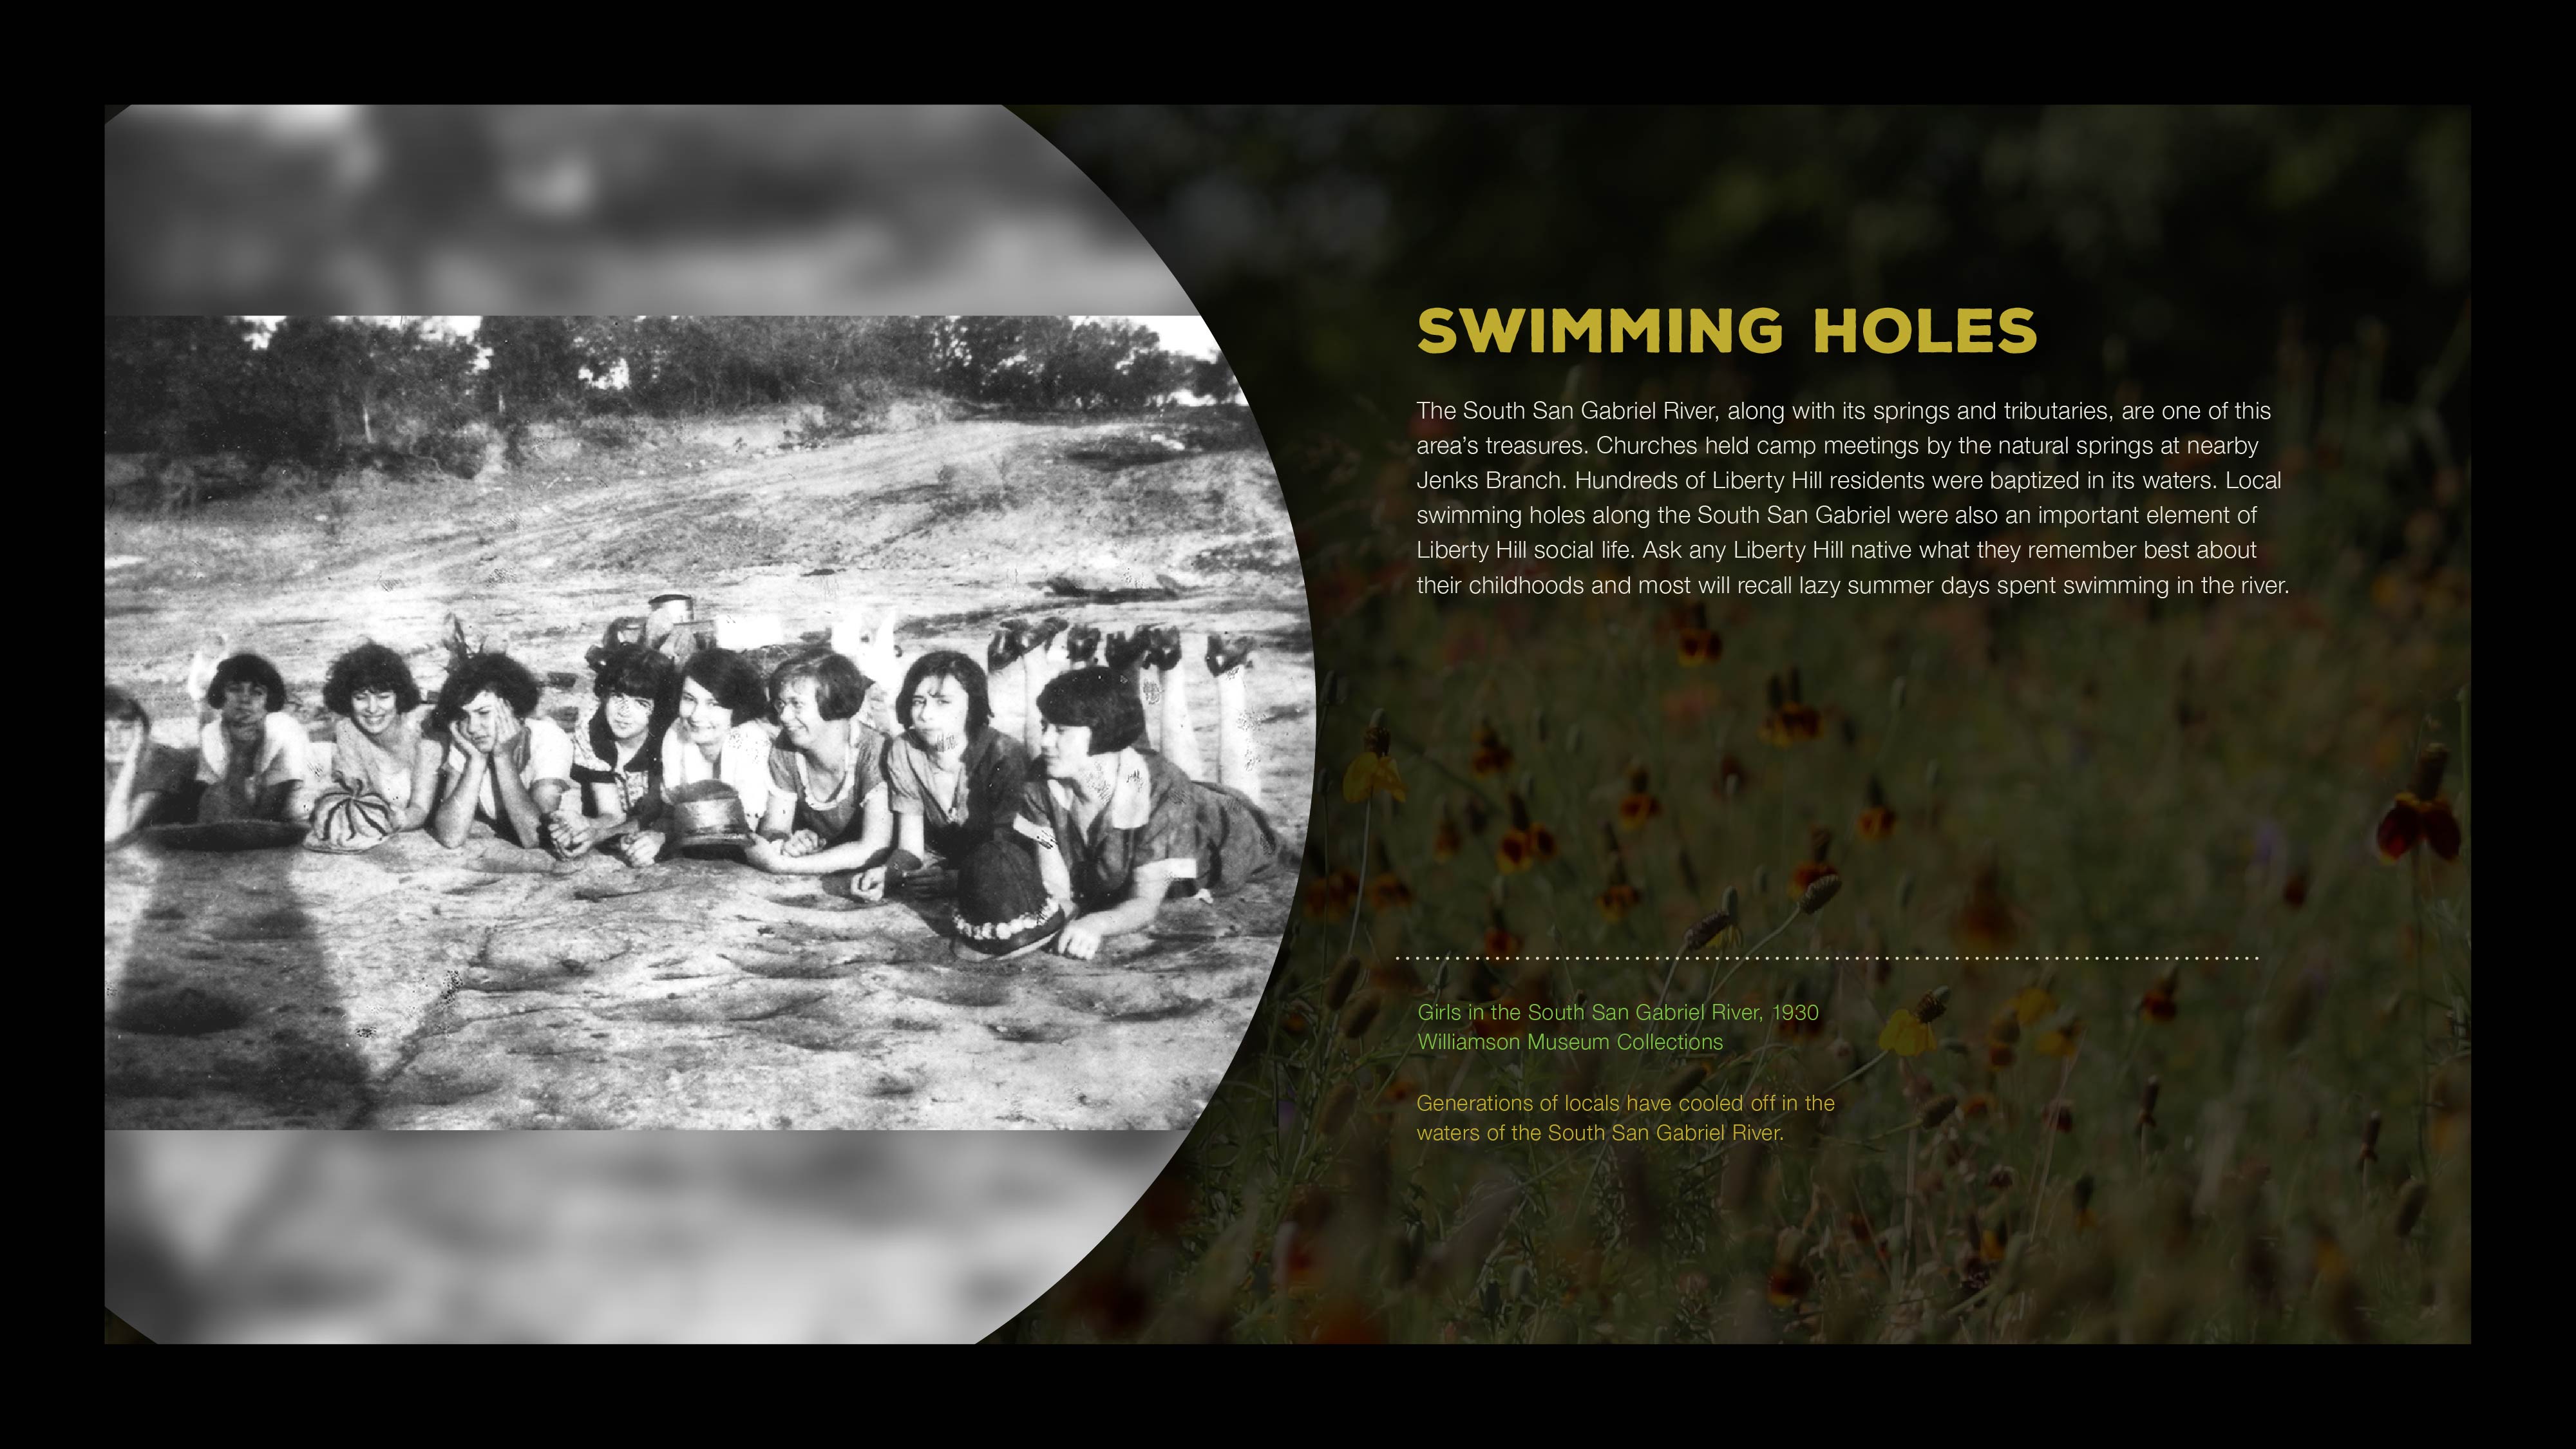 SWIMMING HOLES
The South San Gabriel River, along with its springs and tributaries, are one of this
area's treasures. Churches held camp meetings by the natural springs at nearby
Jenks Branch. Hundreds of Liberty Hill residents were baptized in its waters. Local
swimming holes along the South San Gabriel were also an important element of
Liberty Hill social life. Ask any Liberty Hill native what they remember best about
their childhoods and most will recall lazy summer days spent swimming in the river.
Girls in the South San Gabriel River, 1930
Williamson Museum Collections
Generations of locals have cooled off in the
waters of the South San Gabriel River.